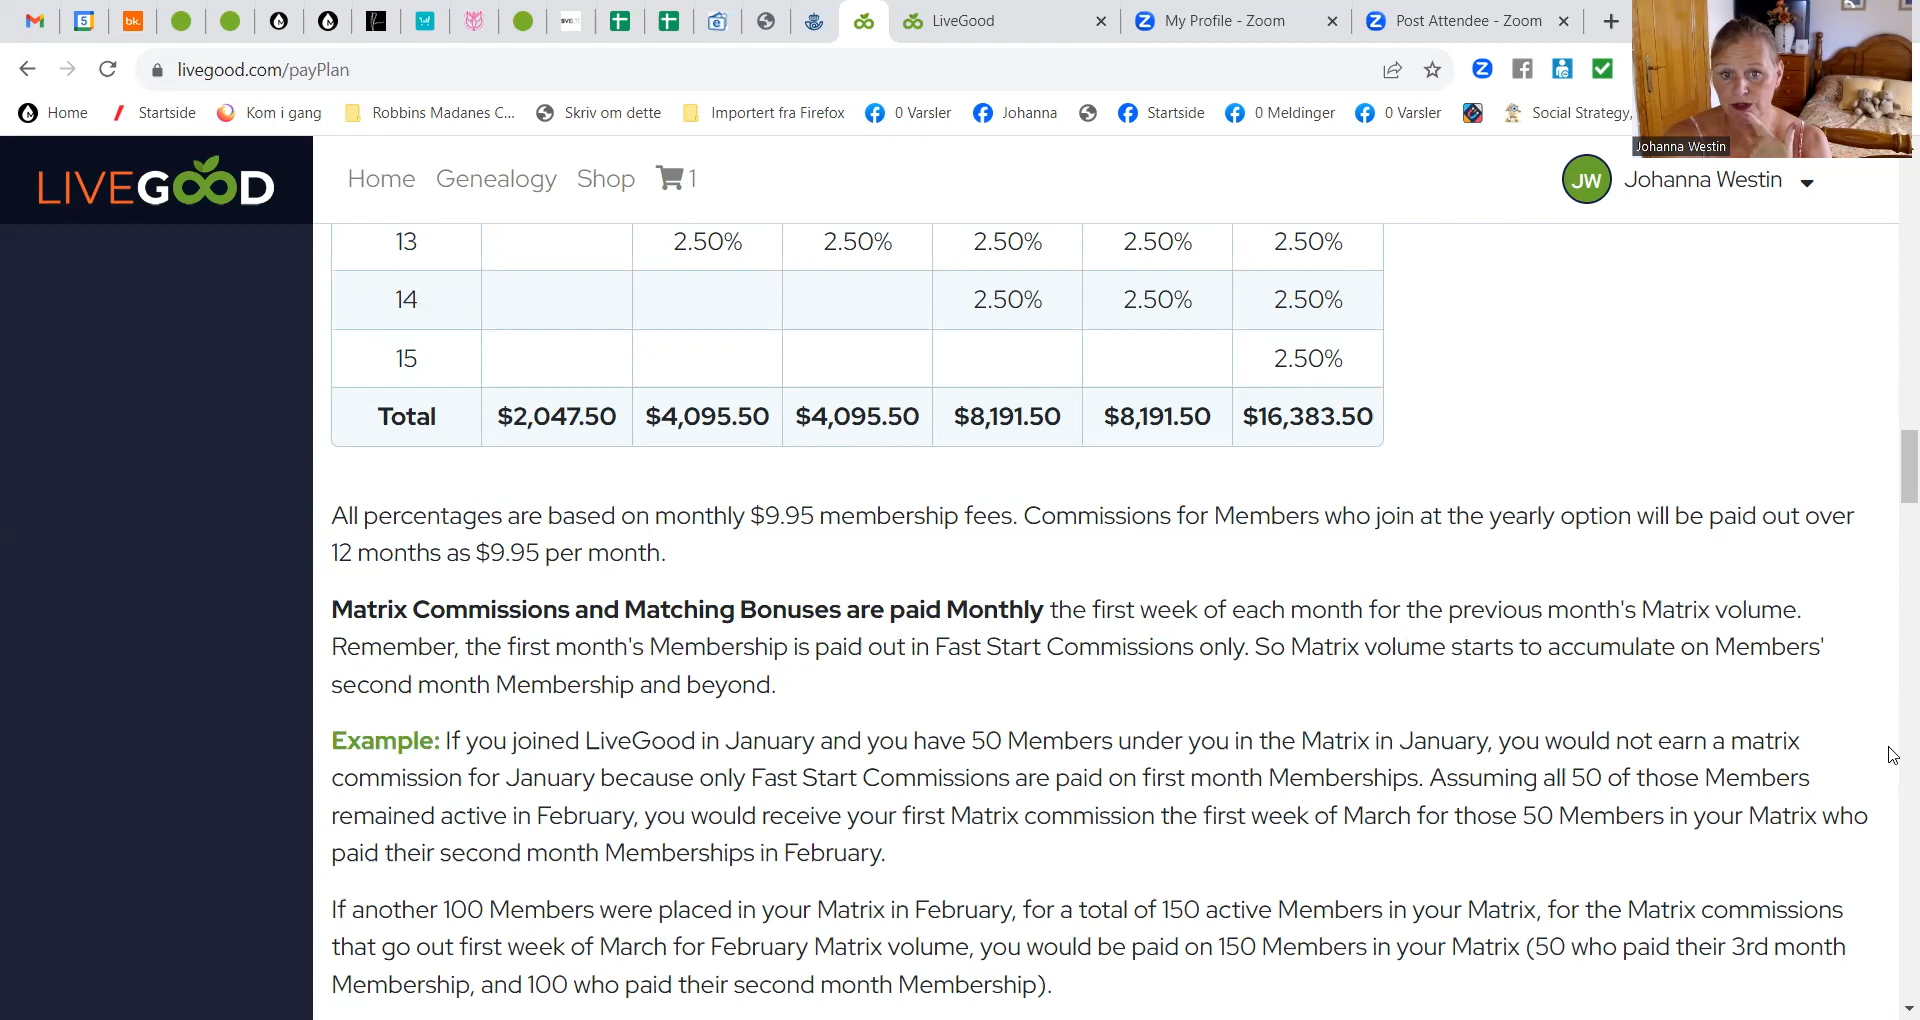 5
bk.
SVE
LiveGood
My Profile - Zoom
Post Attendee - Zoom
livegood.com/payPlan
Home
Startside
Kom i gang
Robbins Madanes C...
Skriv om dette
Importert fra Firefox
0 Varsler
Johanna
Startside
0 Meldinger
0 Varsler
Social Strategy,
Johanna Westin
LIVEGOOD
Home
Genealogy
Shop
1
JW
Johanna Westin
13 2.50% 2.50% 2.50% 2.50% 2.50%
14 2.50% 2.50% 2.50%
15 2.50%
Total $2,047.50 $4,095.50 $4,095.50 $8,191.50 $8,191.50 $16,383.50
All percentages are based on monthly $9.95 membership fees. Commissions for Members who join at the yearly option will be paid out over
12 months as $9.95 per month.
Matrix Commissions and Matching Bonuses are paid Monthly the first week of each month for the previous month's Matrix volume.
Remember, the first month's Membership is paid out in Fast Start Commissions only. So Matrix volume starts to accumulate on Members'
second month Membership and beyond.
Example: If you joined LiveGood in January and you have 50 Members under you in the Matrix in January, you would not earn a matrix
commission for January because only Fast Start Commissions are paid on first month Memberships. Assuming all 50 of those Members
remained active in February, you would receive your first Matrix commission the first week of March for those 50 Members in your Matrix who
paid their second month Memberships in February.
If another 100 Members were placed in your Matrix in February, for a total of 150 active Members in your Matrix, for the Matrix commissions
that go out first week of March for February Matrix volume, you would be paid on 150 Members in your Matrix (50 who paid their 3rd month
Membership, and 100 who paid their second month Membership).